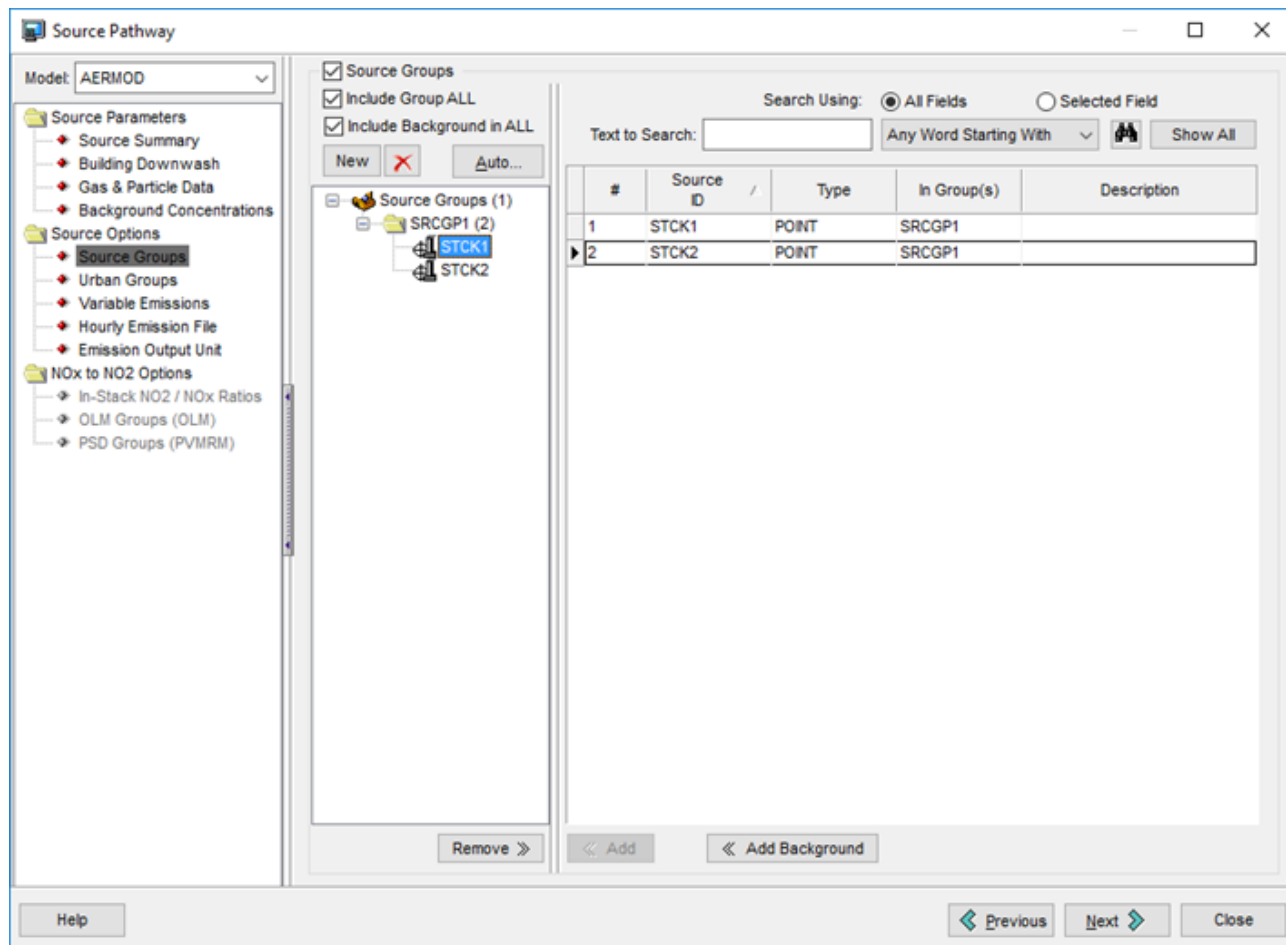 Source Pathway
Model: AERMOD
Source Parameters
Source Summary
Building Downwash
Gas & Particle Data
Background Concentrations
Source Options
Source Groups
Urban Groups
Variable Emissions
Hourly Emission File
Emission Output Unit
NOx to NO2 Options
In-Stack NO2 / NOx Ratios
OLM Groups (OLM)
PSD Groups (PVMRM)
Source Groups
Include Group ALL
Include Background in ALL
New Auto...
Source Groups (1)
SRCGP1 (2)
STCK1
STCK2
Remove
Search Using: All Fields Selected Field
Text to Search: Any Word Starting With Show All
# Source ID Type In Group(s) Description
1 STCK1 POINT SRCGP1
2 STCK2 POINT SRCGP1
Add Add Background
Help Previous Next Close